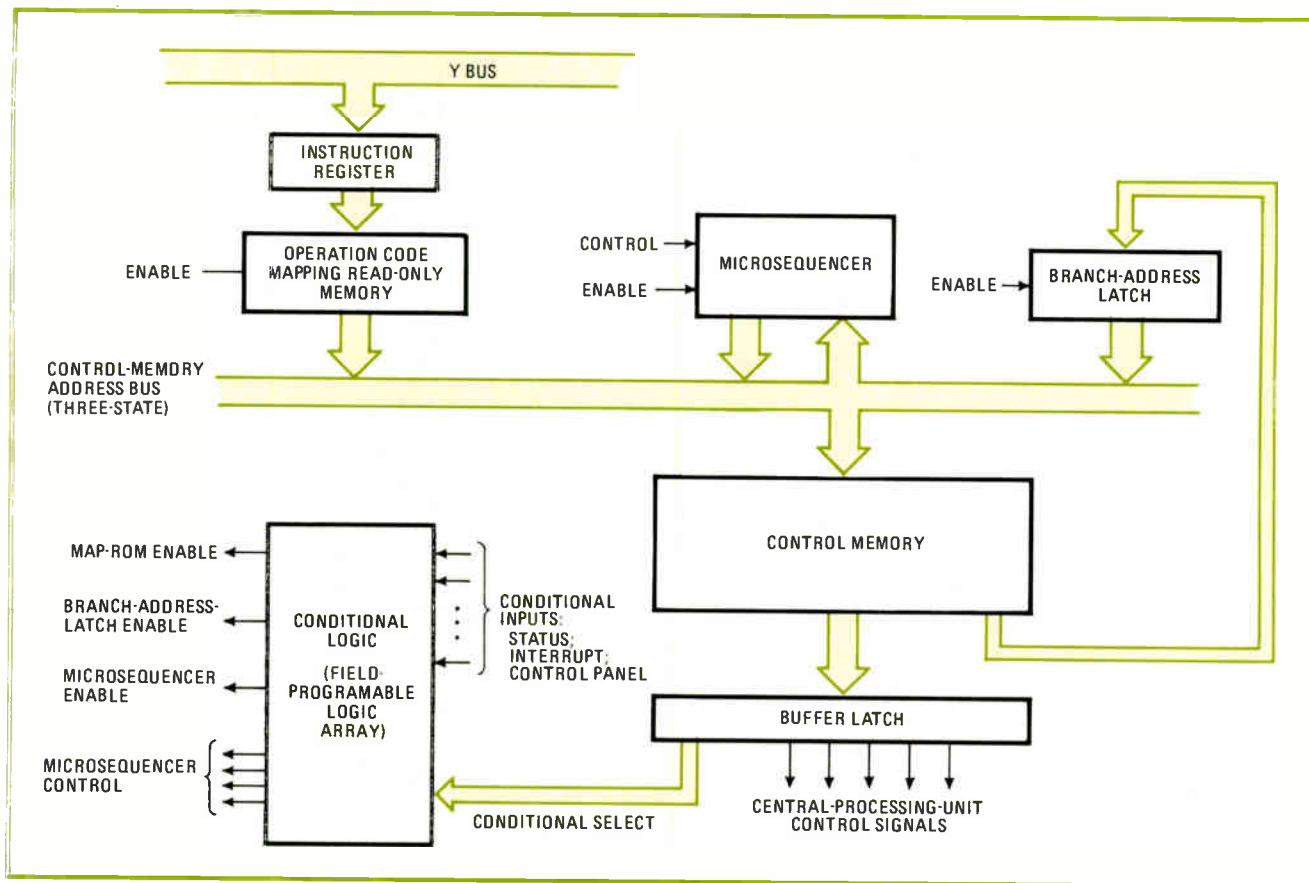 Y BUS
INSTRUCTION
REGISTER
ENABLE
OPERATION CODE
MAPPING READ-ONLY
MEMORY
CONTROL
ENABLE
MICROSEQUENCER
ENABLE
BRANCH-ADDRESS
LATCH
CONTROL-MEMORY
ADDRESS BUS
(THREE-STATE)
CONTROL MEMORY
MAP-ROM ENABLE
BRANCH-ADDRESS-
LATCH ENABLE
MICROSEQUENCER
ENABLE
MICROSEQUENCER
CONTROL
CONDITIONAL
LOGIC
(FIELD-
PROGRAMABLE
LOGIC
ARRAY)
CONDITIONAL
INPUTS:
STATUS;
INTERRUPT;
CONTROL PANEL
BUFFER LATCH
CONDITIONAL SELECT
CENTRAL-PROCESSING-UNIT
CONTROL SIGNALS